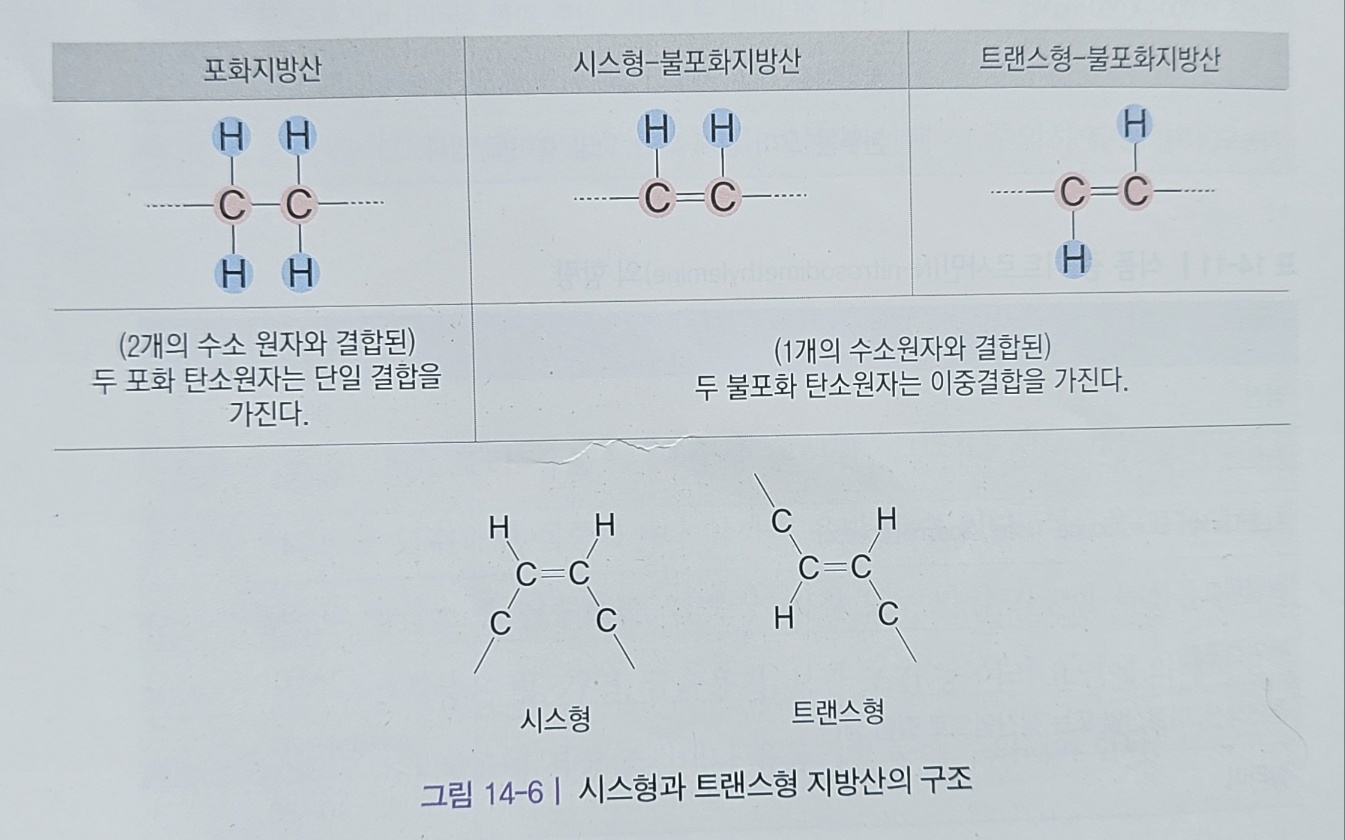 포화지방산 시스형-불포화지방산 트랜스형-불포화지방산
H H H H H
C C C=C C=C
H H H
(2개의 수소 원자와 결합된)
두 포화 탄소원자는 단일 결합을
가진다.
(1개의 수소원자와 결합된)
두 불포화 탄소원자는 이중결합을 가진다.
H H
C=C
C C
시스형
C H
C=C
H C
트랜스형
그림 14-6 | 시스형과 트랜스형 지방산의 구조